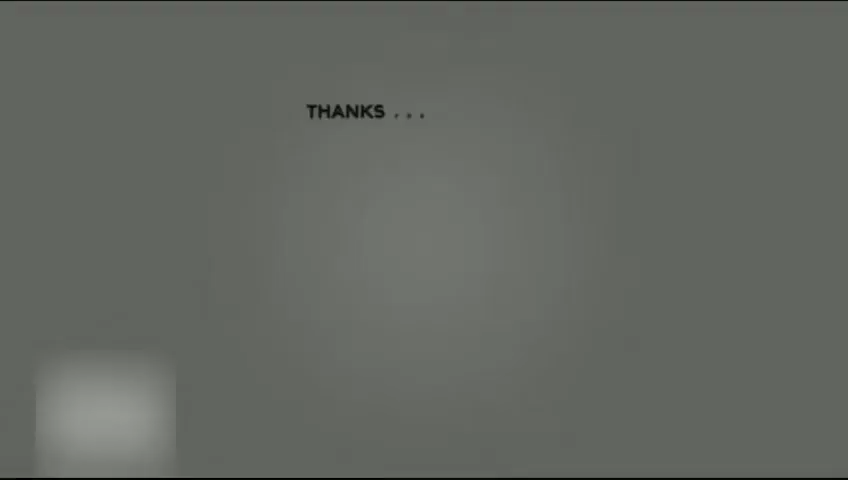 THANKS . . .